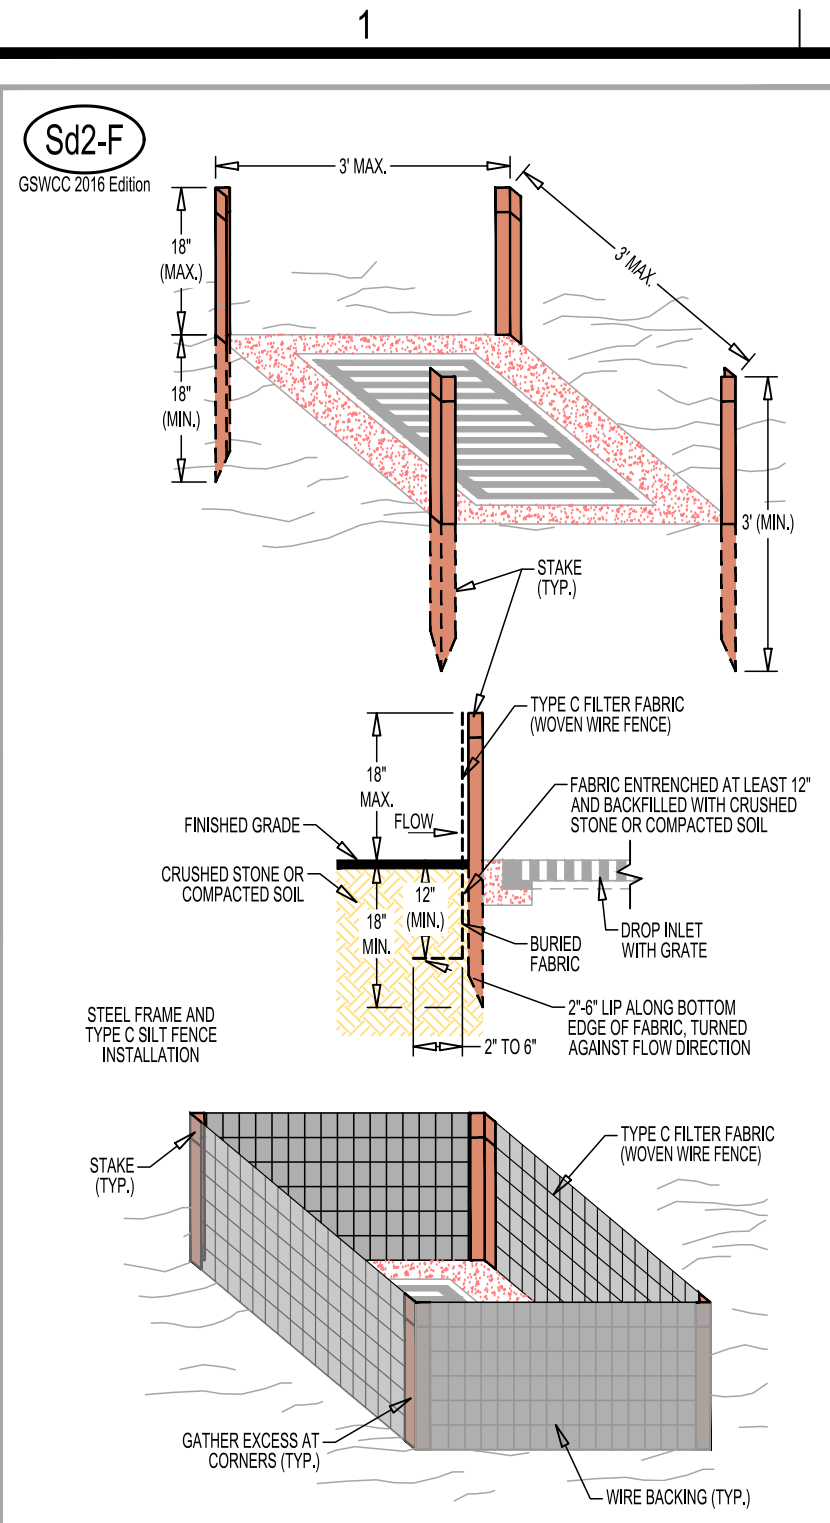 1
Sd2-F
GSWCC 2016 Edition
3' MAX.
3' MAX.
18"
(MAX.)
18"
(MIN.)
3' (MIN.)
STAKE
(TYP.)
TYPE C FILTER FABRIC
(WOVEN WIRE FENCE)
18"
MAX.
FLOW
FABRIC ENTRENCHED AT LEAST 12"
AND BACKFILLED WITH CRUSHED
STONE OR COMPACTED SOIL
FINISHED GRADE
CRUSHED STONE OR
COMPACTED SOIL
12"
(MIN.)
18"
MIN.
DROP INLET
WITH GRATE
BURIED
FABRIC
2"-6" LIP ALONG BOTTOM
EDGE OF FABRIC, TURNED
AGAINST FLOW DIRECTION
2" TO 6"
STEEL FRAME AND
TYPE C SILT FENCE
INSTALLATION
TYPE C FILTER FABRIC
(WOVEN WIRE FENCE)
STAKE
(TYP.)
GATHER EXCESS AT
CORNERS (TYP.)
WIRE BACKING (TYP.)